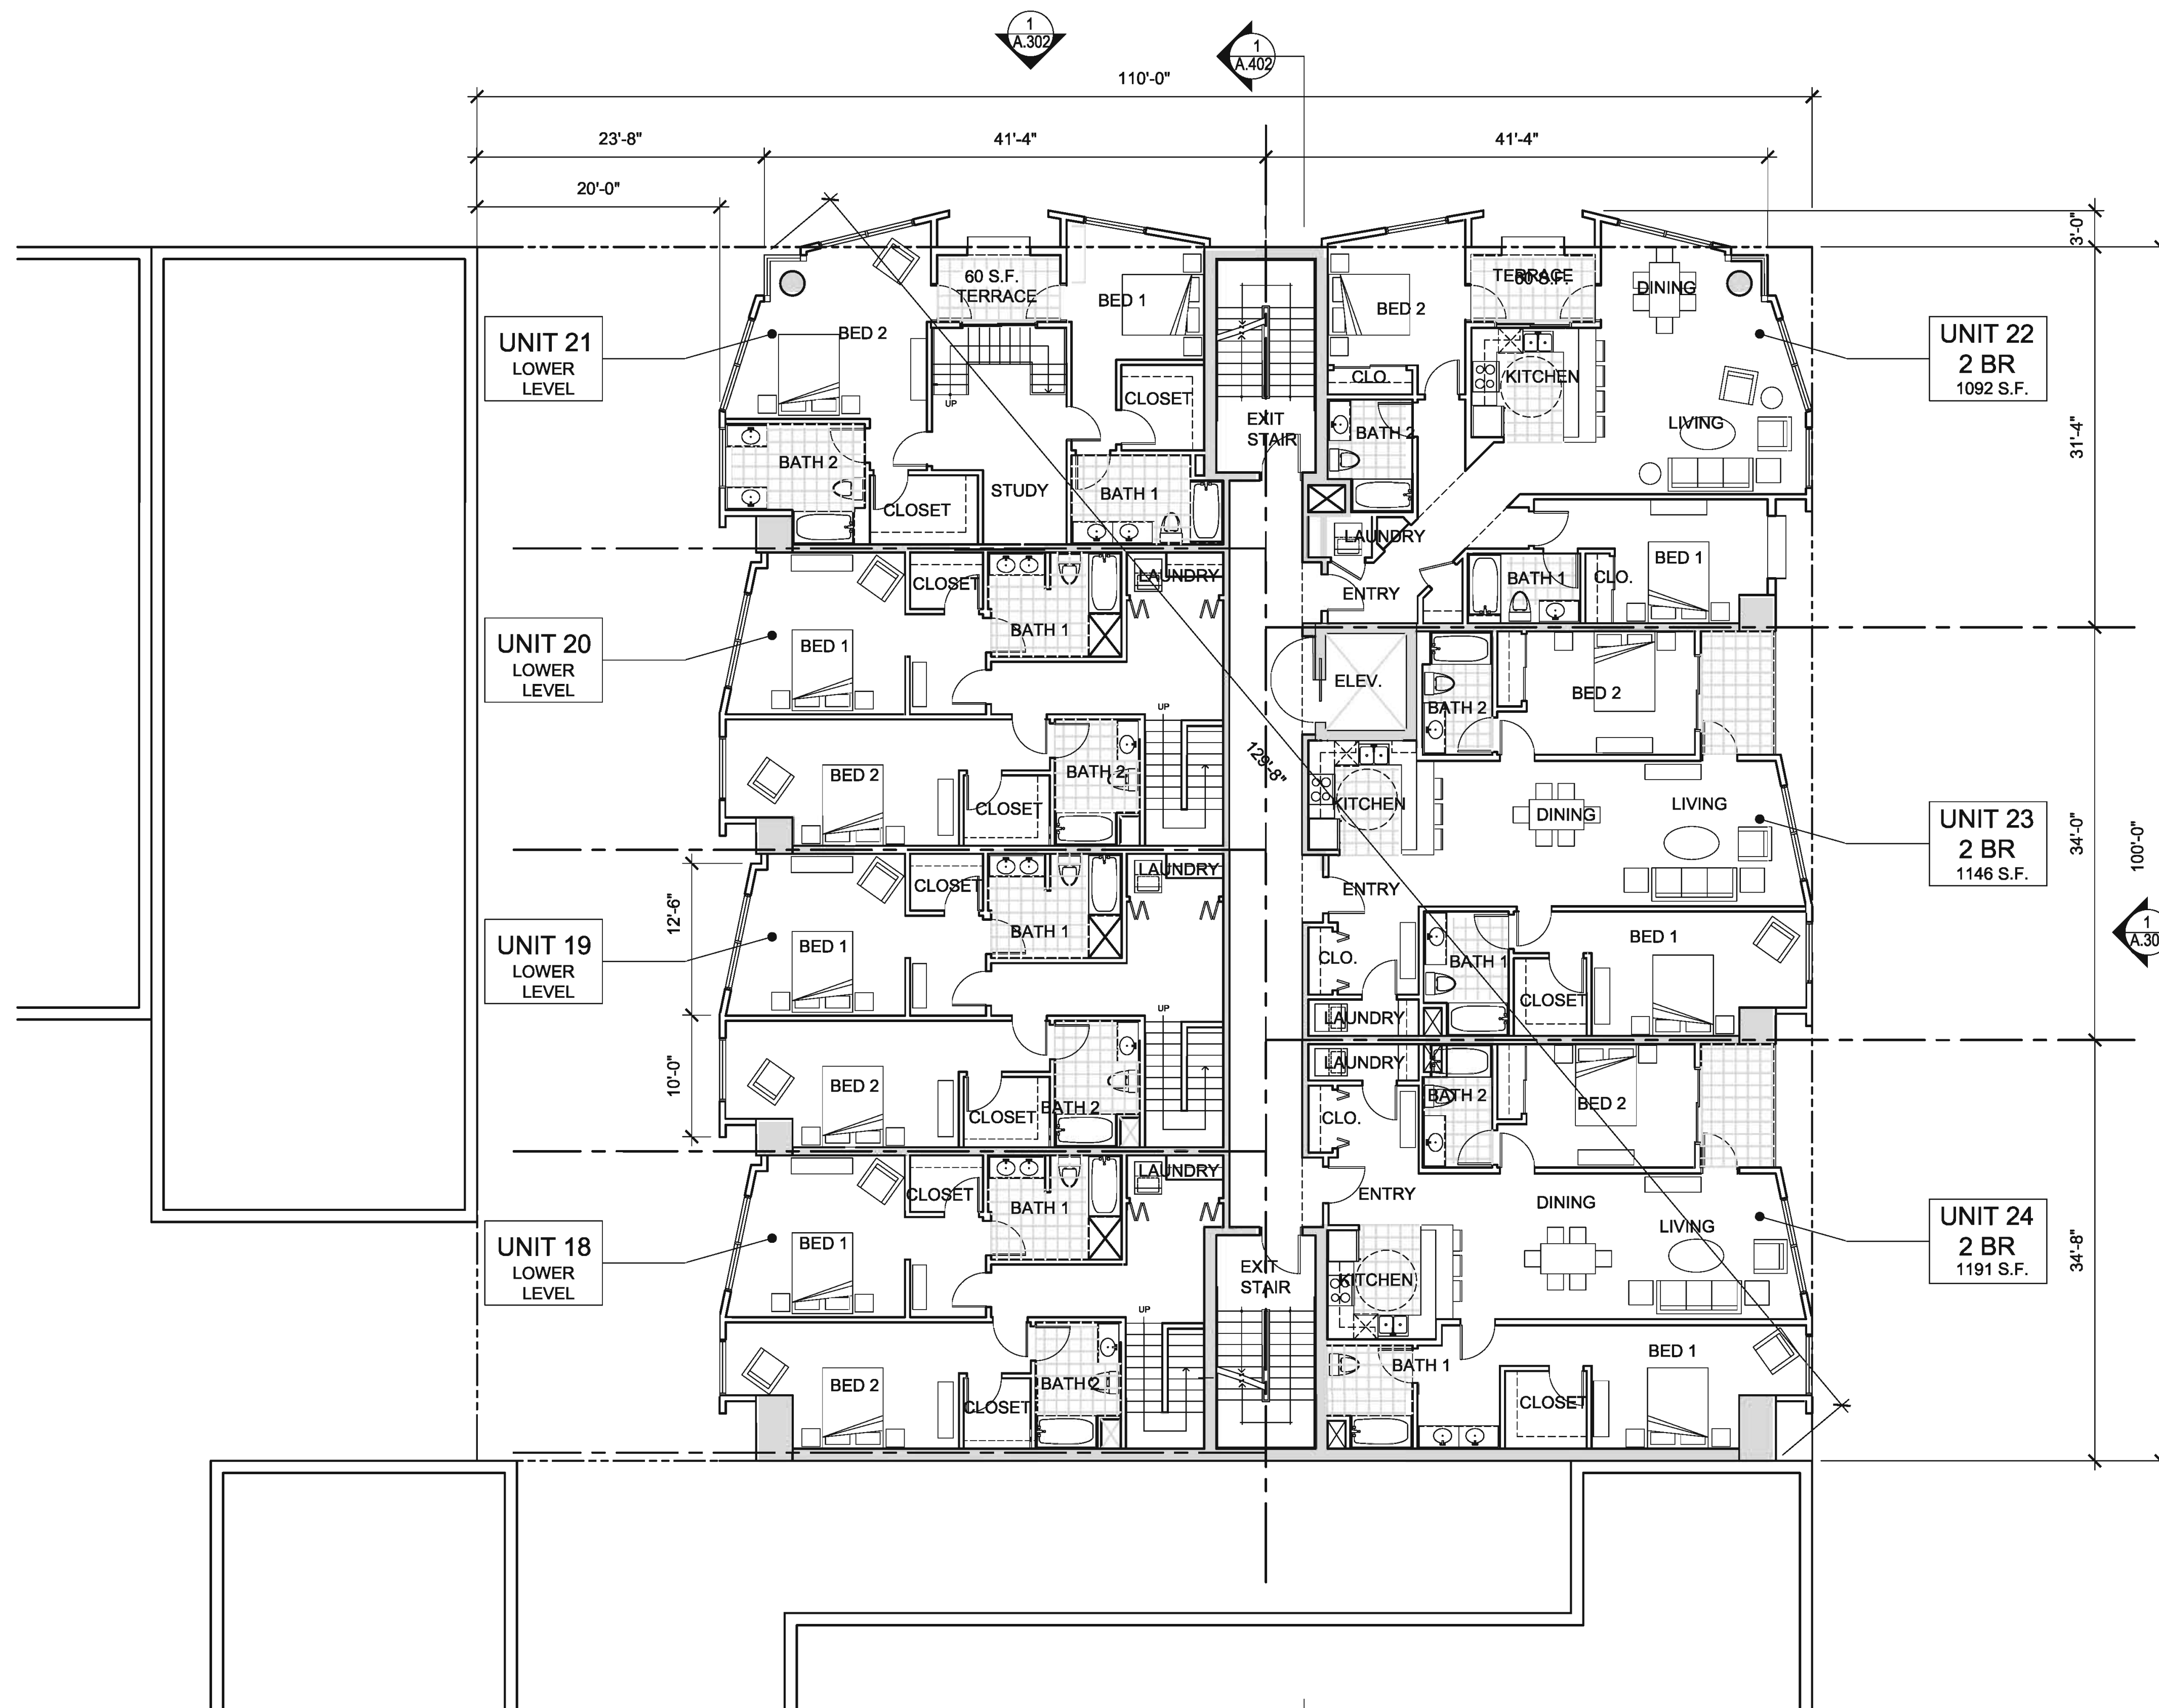 1
A.302
1
A.402
110'-0"
23'-8"
41'-4"
41'-4"
20'-0"
3'-0"
60 S.F.
TERRACE
BED 1
BED 2
TERRACE
60 S.F.
DINING
UNIT 21
LOWER
LEVEL
BED 2
UP
CLOSET
EXIT
STAIR
CLO.
KITCHEN
LIVING
UNIT 22
2 BR
1092 S.F.
31'-4"
BATH 2
CLOSET
STUDY
BATH 1
BATH 2
LAUNDRY
ENTRY
BATH 1
CLO.
BED 1
CLOSET
BATH 1
LAUNDRY
UNIT 20
LOWER
LEVEL
BED 1
ELEV.
BATH 2
BED 2
UP
129'-8"
BED 2
CLOSET
BATH 2
KITCHEN
DINING
LIVING
UNIT 23
2 BR
1146 S.F.
34'-0"
100'-0"
12'-6"
CLOSET
LAUNDRY
ENTRY
UNIT 19
LOWER
LEVEL
BED 1
BATH 1
CLO.
BATH 1
BED 1
CLOSET
1
A.30
UP
LAUNDRY
10'-0"
BED 2
CLOSET
BATH 2
LAUNDRY
CLO.
BATH 2
BED 2
CLOSET
BATH 1
LAUNDRY
ENTRY
DINING
LIVING
UNIT 24
2 BR
1191 S.F.
34'-8"
UNIT 18
LOWER
LEVEL
BED 1
EXIT
STAIR
KITCHEN
UP
BED 2
CLOSET
BATH 2
BATH 1
CLOSET
BED 1